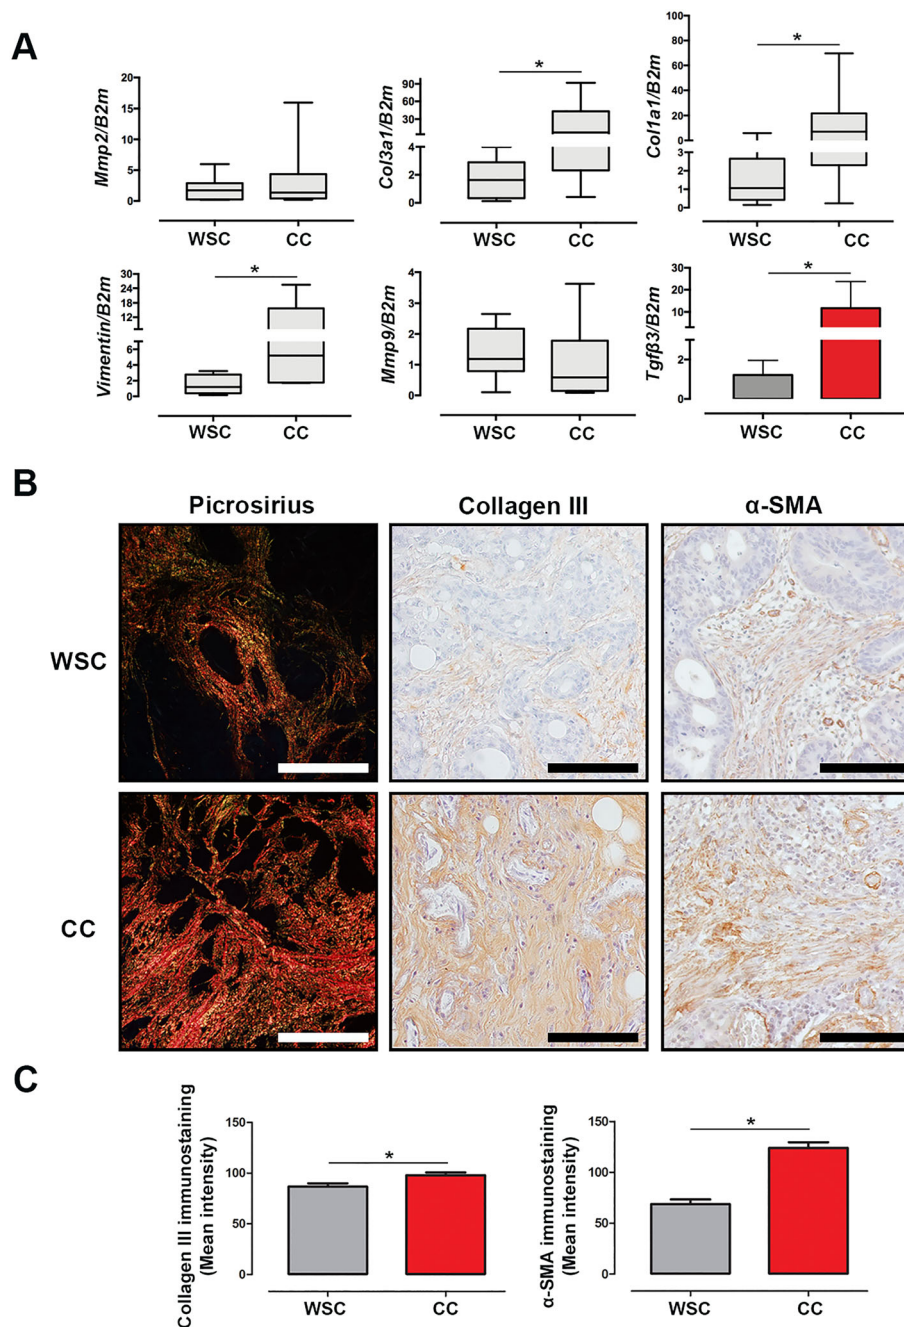 A
Mmp2/B2m
20
15
10
5
0
WSC CC
Col3a1/B2m
*
90
60
30
4
2
0
WSC CC
Col1a1/B2m
*
100
80
60
40
20
0
3
2
1
0
WSC CC
Vimentin/B2m
*
30
24
18
12
6
4
2
0
WSC CC
Mmp9/B2m
4
3
2
1
0
WSC CC
Tgfβ3/B2m
*
30
20
10
2
0
WSC CC
B
Picrosirius Collagen III α-SMA
WSC
CC
C
Collagen III immunostaining
(Mean intensity)
*
150
100
50
0
WSC CC
α-SMA immunostaining
(Mean intensity)
*
150
100
50
0
WSC CC